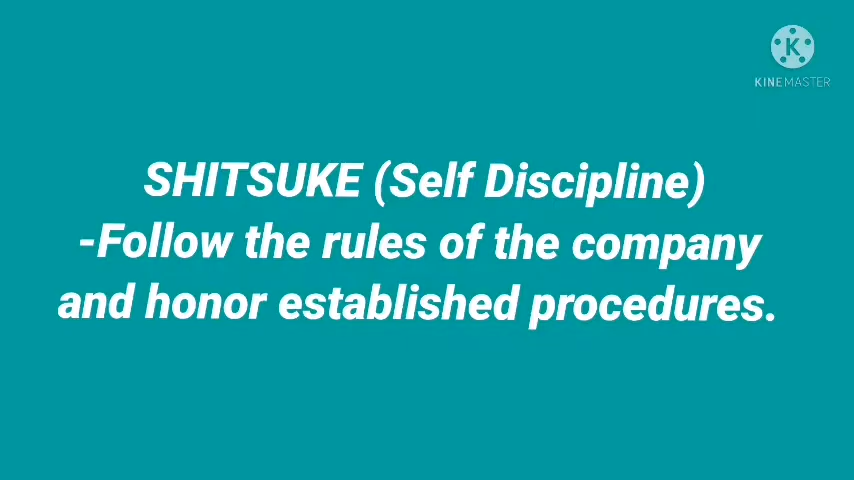 KINEMASTER
SHITSUKE (Self Discipline)
-Follow the rules of the company
and honor established procedures.